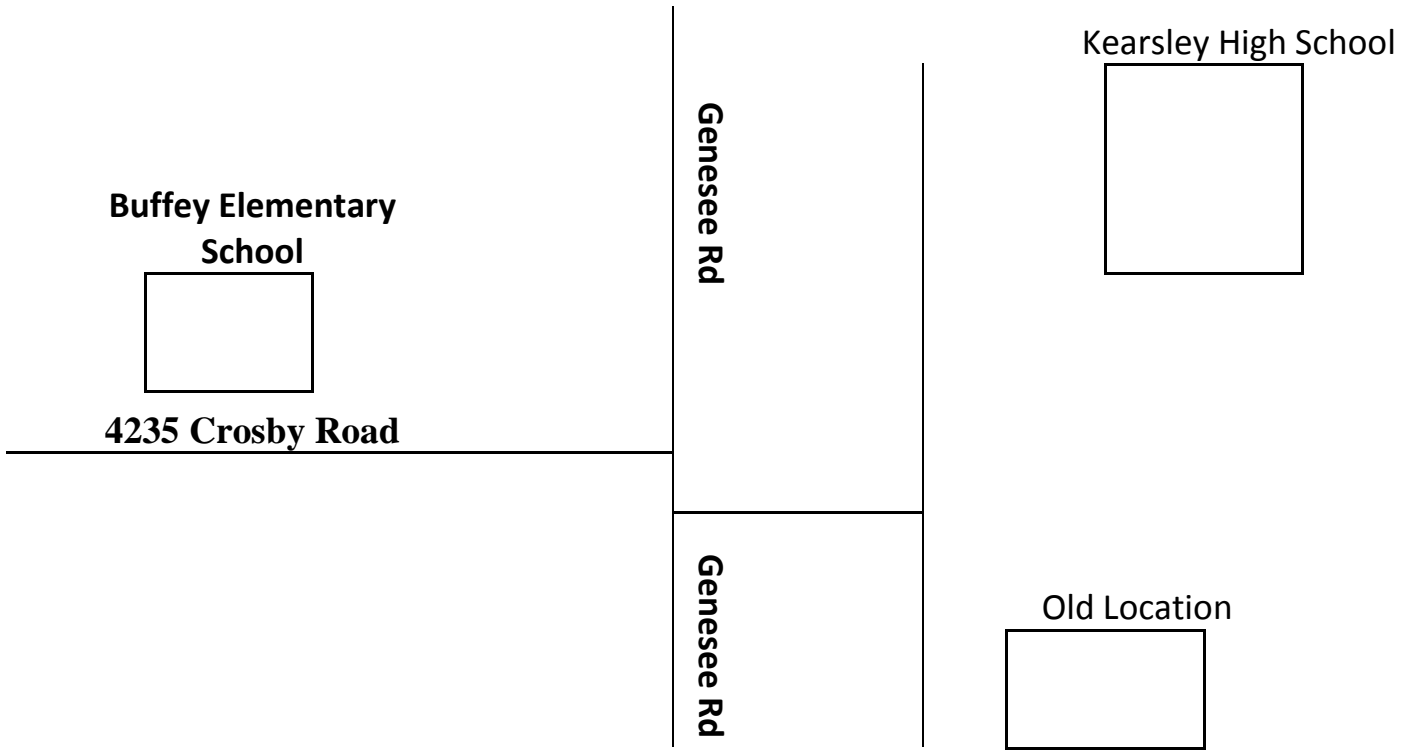 Kearsley High School
Genesee Rd
Buffey Elementary
School
4235 Crosby Road
Genesee Rd
Old Location